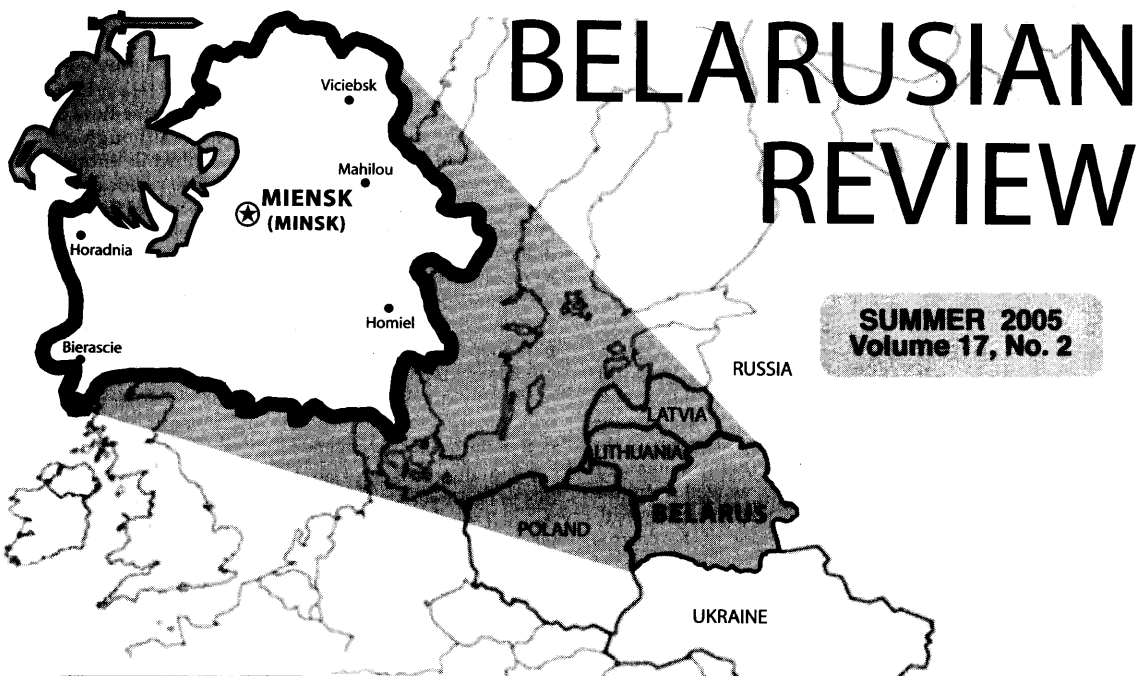 BELARUSIAN
REVIEW
SUMMER 2005
Volume 17, No. 2
Viciebsk
Mahilou
MIENSK
(MINSK)
Horadnia
Homiel
Bierascie
RUSSIA
LATVIA
LITHUANIA
BELARUS
POLAND
UKRAINE